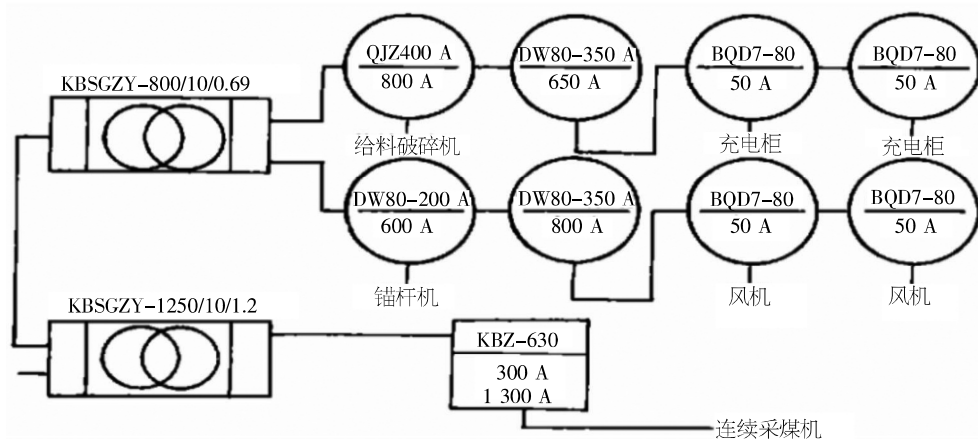 KBSGZY-800/10/0.69
QJZ400 A
800 A
给料破碎机
DW80-350 A
650 A
BQD7-80
50 A
充电柜
BQD7-80
50 A
充电柜
DW80-200 A
600 A
锚杆机
DW80-350 A
800 A
BQD7-80
50 A
风机
BQD7-80
50 A
风机
KBSGZY-1250/10/1.2
KBZ-630
300 A
1 300 A
连续采煤机